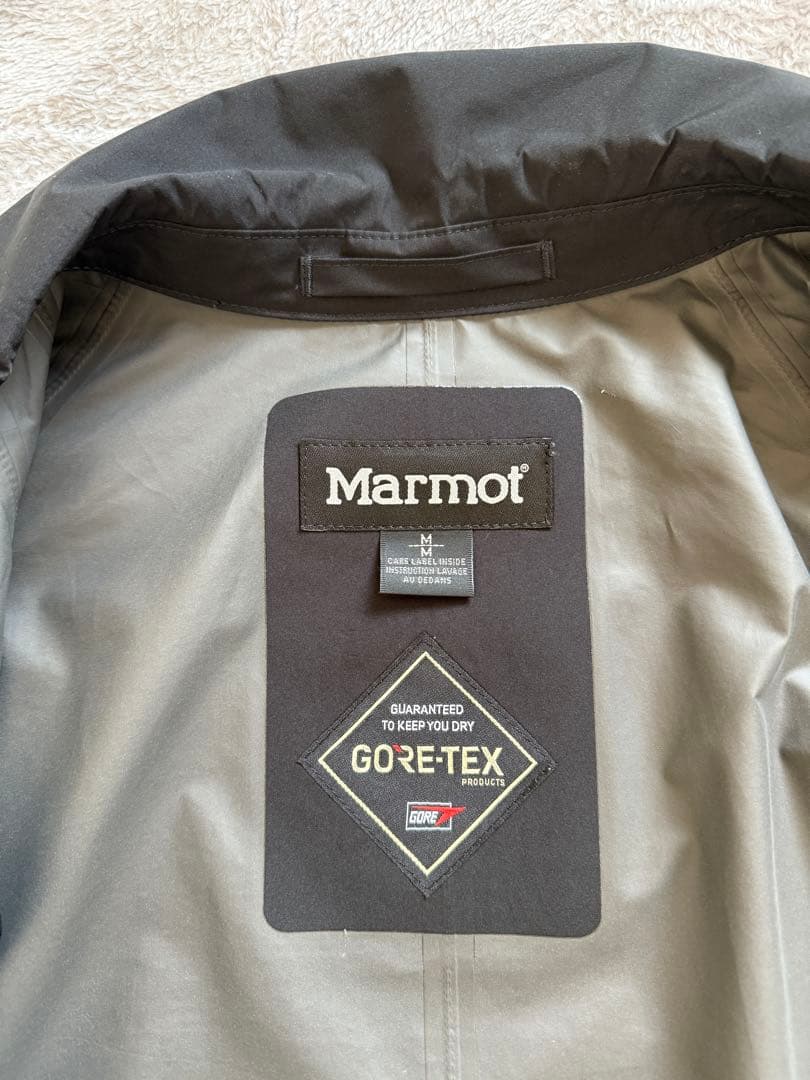 Marmot®
M
M
CARE LABEL INSIDE
INSTRUCTION LAVAGE
AU DEDANS
GUARANTEED
TO KEEP YOU DRY
GORE-TEX
PRODUCTS
GORE